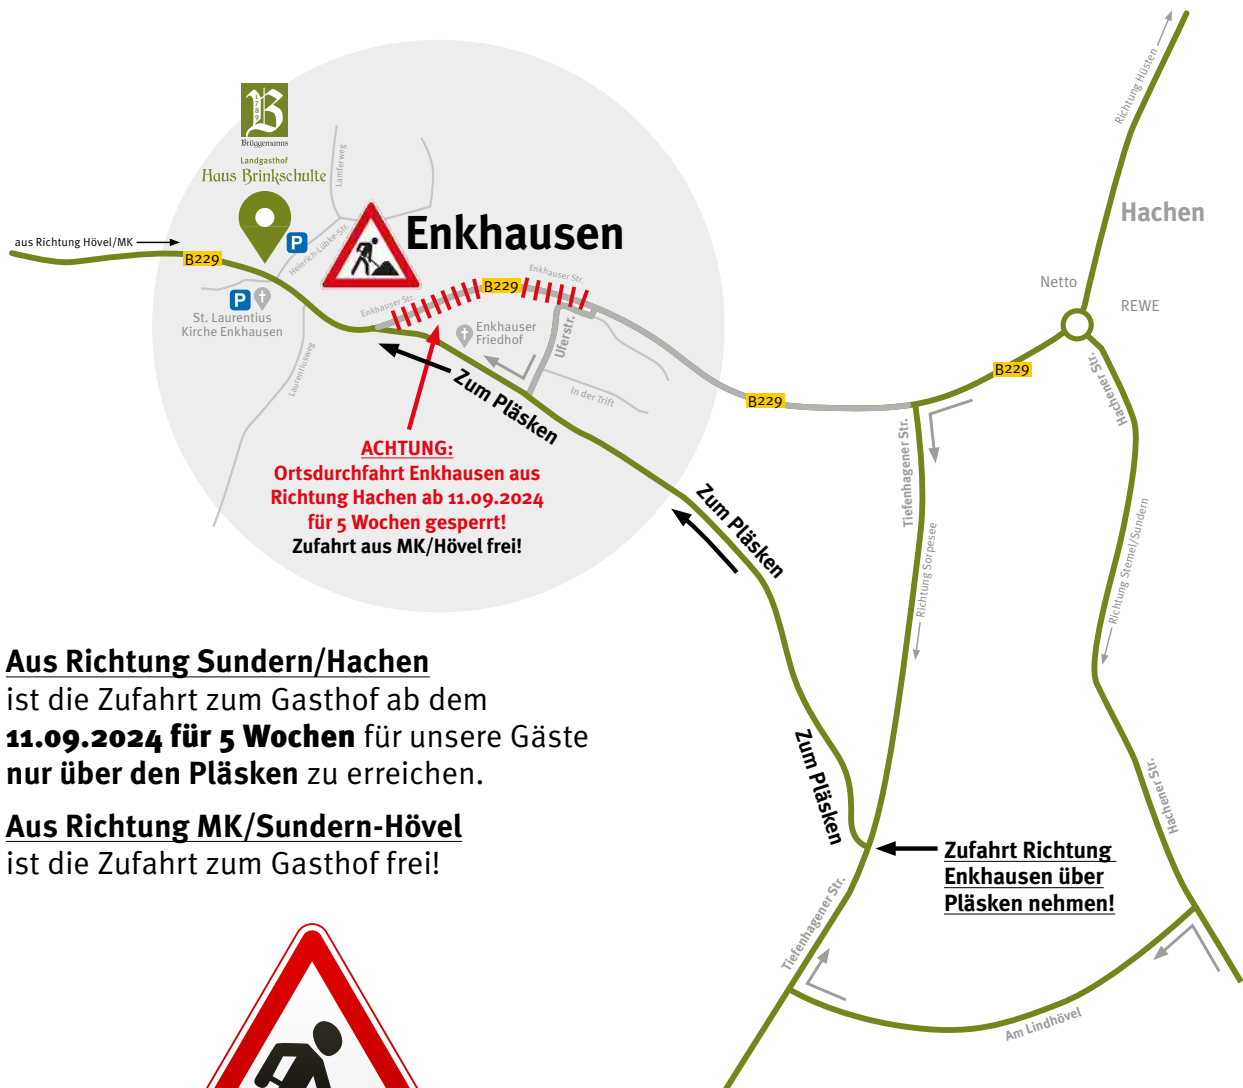 B
1789
Brüggemanns
Landgasthof
Haus Brinkschulte
Lamferweg
Richtung Hüsten
Hachen
Enkhausen
aus Richtung Hövel/MK
P
Heinrich-Lübke-Str.
B229
Enkhauser Str.
Enkhauser Str.
B229
Netto
REWE
P
St. Laurentius
Kirche Enkhausen
Enkhauser
Friedhof
Uferstr.
Laurentiusweg
In der Trift
B229
B229
Hachener Str.
Zum Pläsken
Tiefenhagener Str.
ACHTUNG:
Ortsdurchfahrt Enkhausen aus
Richtung Hachen ab 11.09.2024
für 5 Wochen gesperrt!
Zufahrt aus MK/Hövel frei!
Zum Pläsken
Richtung Sorpesee
Richtung Stemel/Sundern
Aus Richtung Sundern/Hachen
ist die Zufahrt zum Gasthof ab dem
11.09.2024 für 5 Wochen für unsere Gäste
nur über den Pläsken zu erreichen.
Aus Richtung MK/Sundern-Hövel
ist die Zufahrt zum Gasthof frei!
Zum Pläsken
Hachener Str.
Zufahrt Richtung
Enkhausen über
Pläsken nehmen!
Tiefenhagener Str.
Am Lindhövel